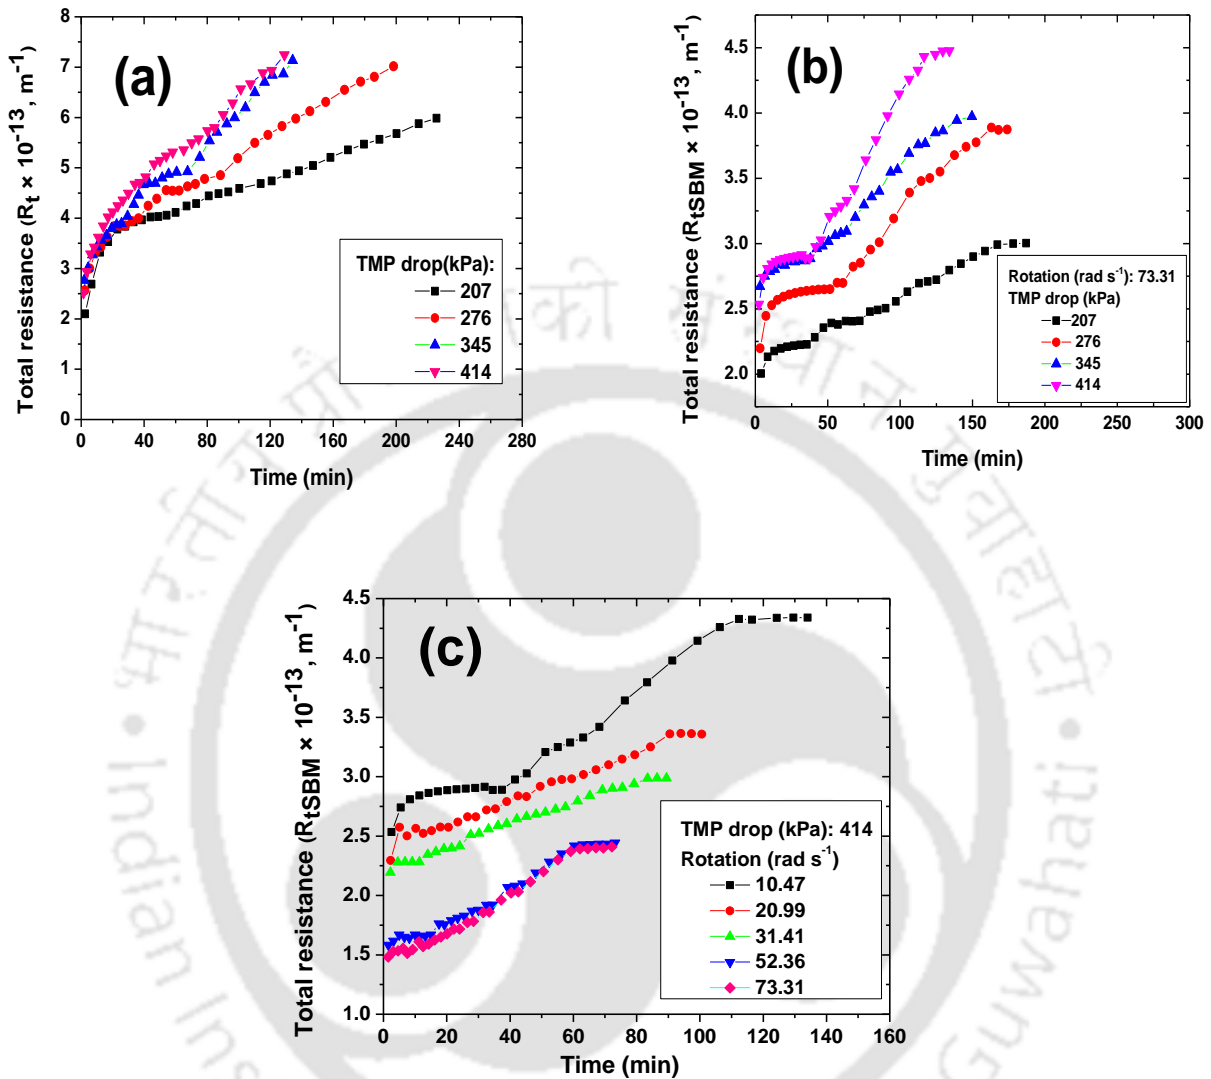 (a)
Total resistance (Rt × 10-13, m-1)
8
7
6
5
4
3
2
1
0
TMP drop(kPa):
207
276
345
414
0 40 80 120 160 200 240 280
Time (min)
(b)
Total resistance (RtSBM × 10-13, m-1)
4.5
4.0
3.5
3.0
2.5
2.0
Rotation (rad s-1): 73.31
TMP drop (kPa)
207
276
345
414
0 50 100 150 200 250 300
Time (min)
(c)
Total resistance (RtSBM × 10-13, m-1)
4.5
4.0
3.5
3.0
2.5
2.0
1.5
1.0
TMP drop (kPa): 414
Rotation (rad s-1)
10.47
20.99
31.41
52.36
73.31
0 20 40 60 80 100 120 140 160
Time (min)
Indian Ins
Guwahati